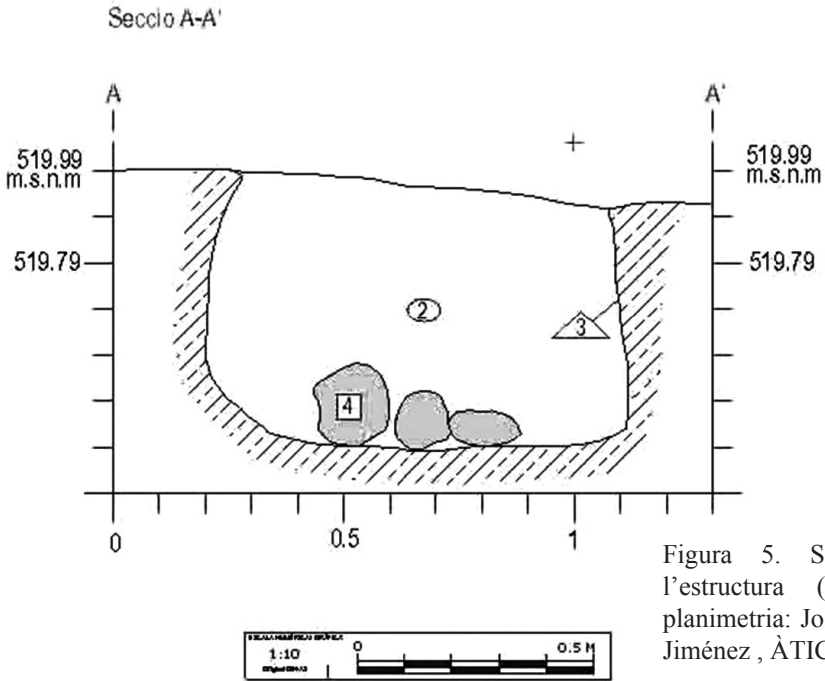 Secció A-A'
A A'
519.99 519.99
m.s.n.m m.s.n.m
519.79 519.79
2
3
4
0 0.5 1
Figura 5. S
l'estructura (
planimetria: Jo
Jiménez , ÀTIC
1:10 0 0.5 M